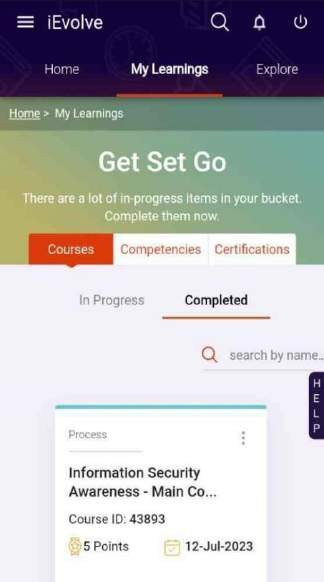 iEvolve
Home
My Learnings
Explore
Home > My Learnings
Get Set Go
There are a lot of in-progress items in your bucket.
Complete them now.
Courses
Competencies
Certifications
In Progress
Completed
search by name...
HELP
Process
Information Security
Awareness - Main Co...
Course ID: 43893
5 Points
12-Jul-2023